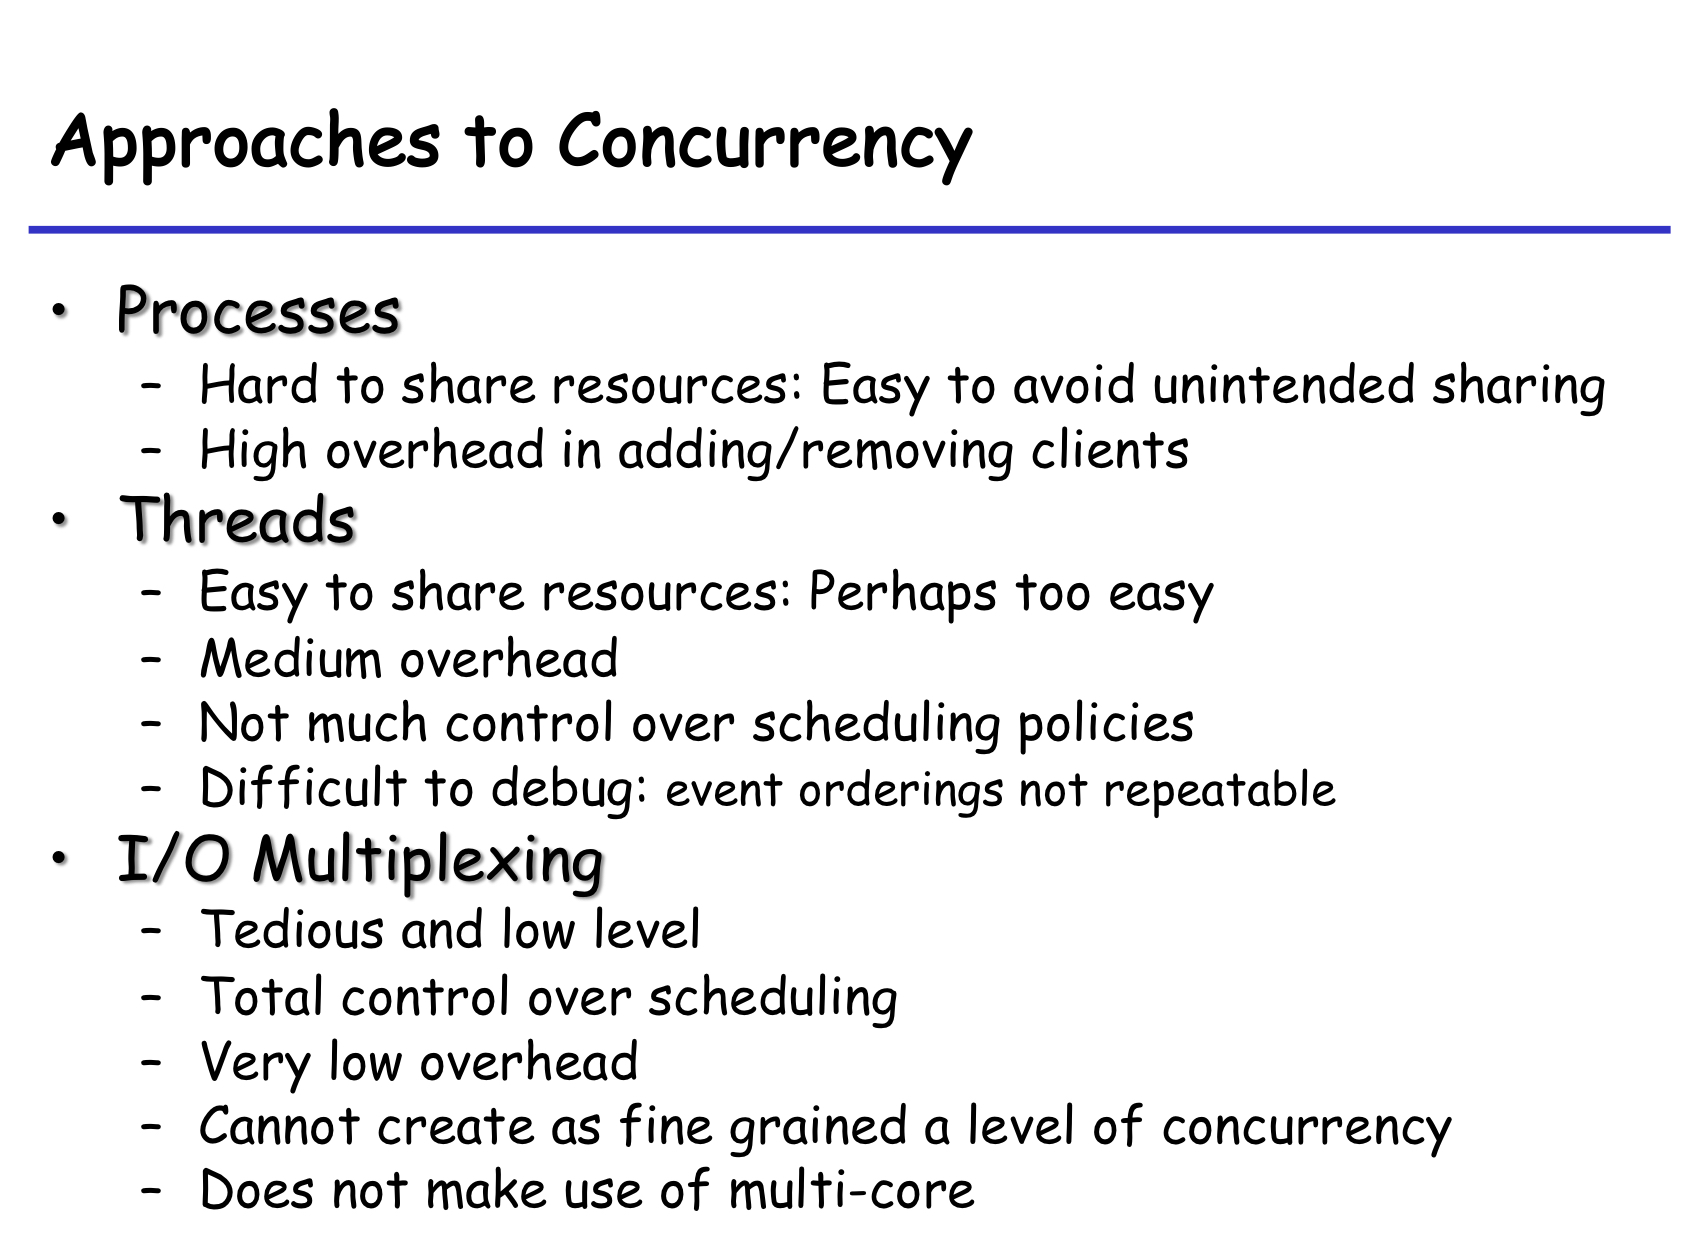 Approaches to Concurrency
• Processes
– Hard to share resources: Easy to avoid unintended sharing
– High overhead in adding/removing clients
• Threads
– Easy to share resources: Perhaps too easy
– Medium overhead
– Not much control over scheduling policies
– Difficult to debug: event orderings not repeatable
• I/O Multiplexing
– Tedious and low level
– Total control over scheduling
– Very low overhead
– Cannot create as fine grained a level of concurrency
– Does not make use of multi-core